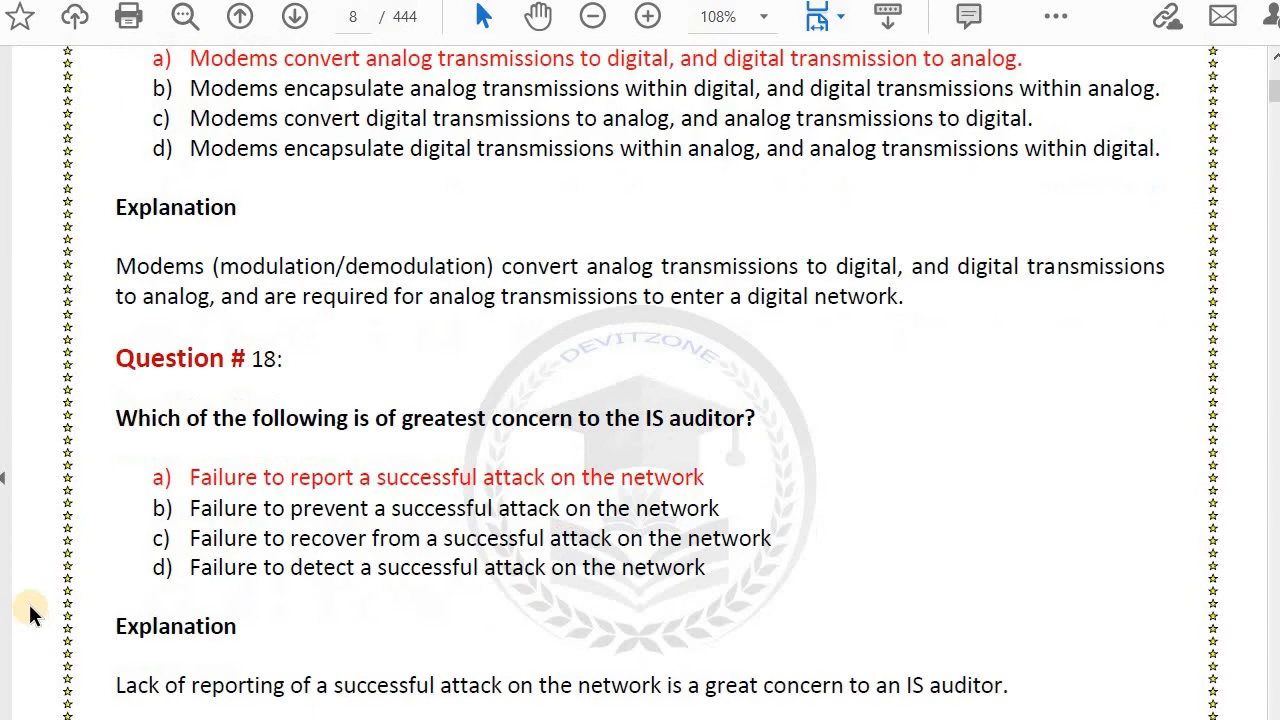 8 / 444
108%
a) Modems convert analog transmissions to digital, and digital transmission to analog.
b) Modems encapsulate analog transmissions within digital, and digital transmissions within analog.
c) Modems convert digital transmissions to analog, and analog transmissions to digital.
d) Modems encapsulate digital transmissions within analog, and analog transmissions within digital.
Explanation
Modems (modulation/demodulation) convert analog transmissions to digital, and digital transmissions
to analog, and are required for analog transmissions to enter a digital network.
DEVITZONE
Question # 18:
Which of the following is of greatest concern to the IS auditor?
a) Failure to report a successful attack on the network
b) Failure to prevent a successful attack on the network
c) Failure to recover from a successful attack on the network
d) Failure to detect a successful attack on the network
Explanation
Lack of reporting of a successful attack on the network is a great concern to an IS auditor.